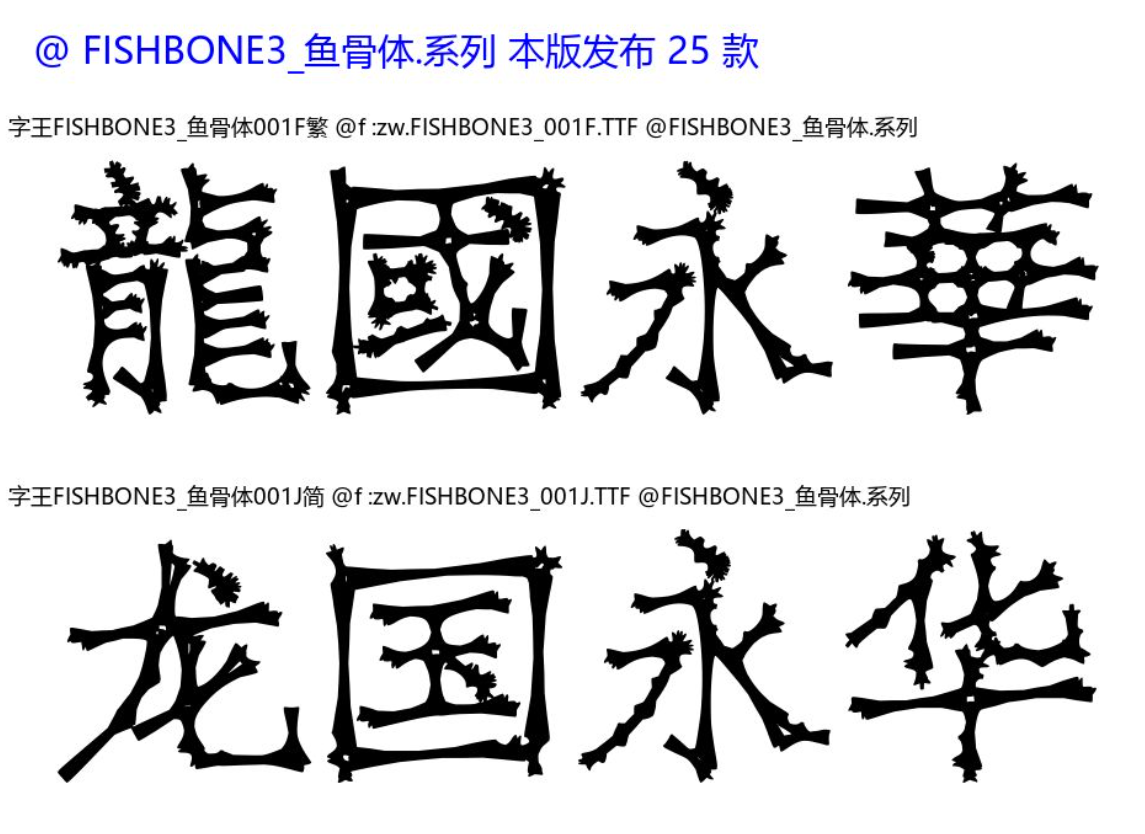 @ FISHBONE3_鱼骨体.系列 本版发布 25 款
字王FISHBONE3_鱼骨体001F繁 @f :zw.FISHBONE3_001F.TTF @FISHBONE3_鱼骨体.系列
龍國永華
字王FISHBONE3_鱼骨体001J简 @f :zw.FISHBONE3_001J.TTF @FISHBONE3_鱼骨体.系列
龙国永华